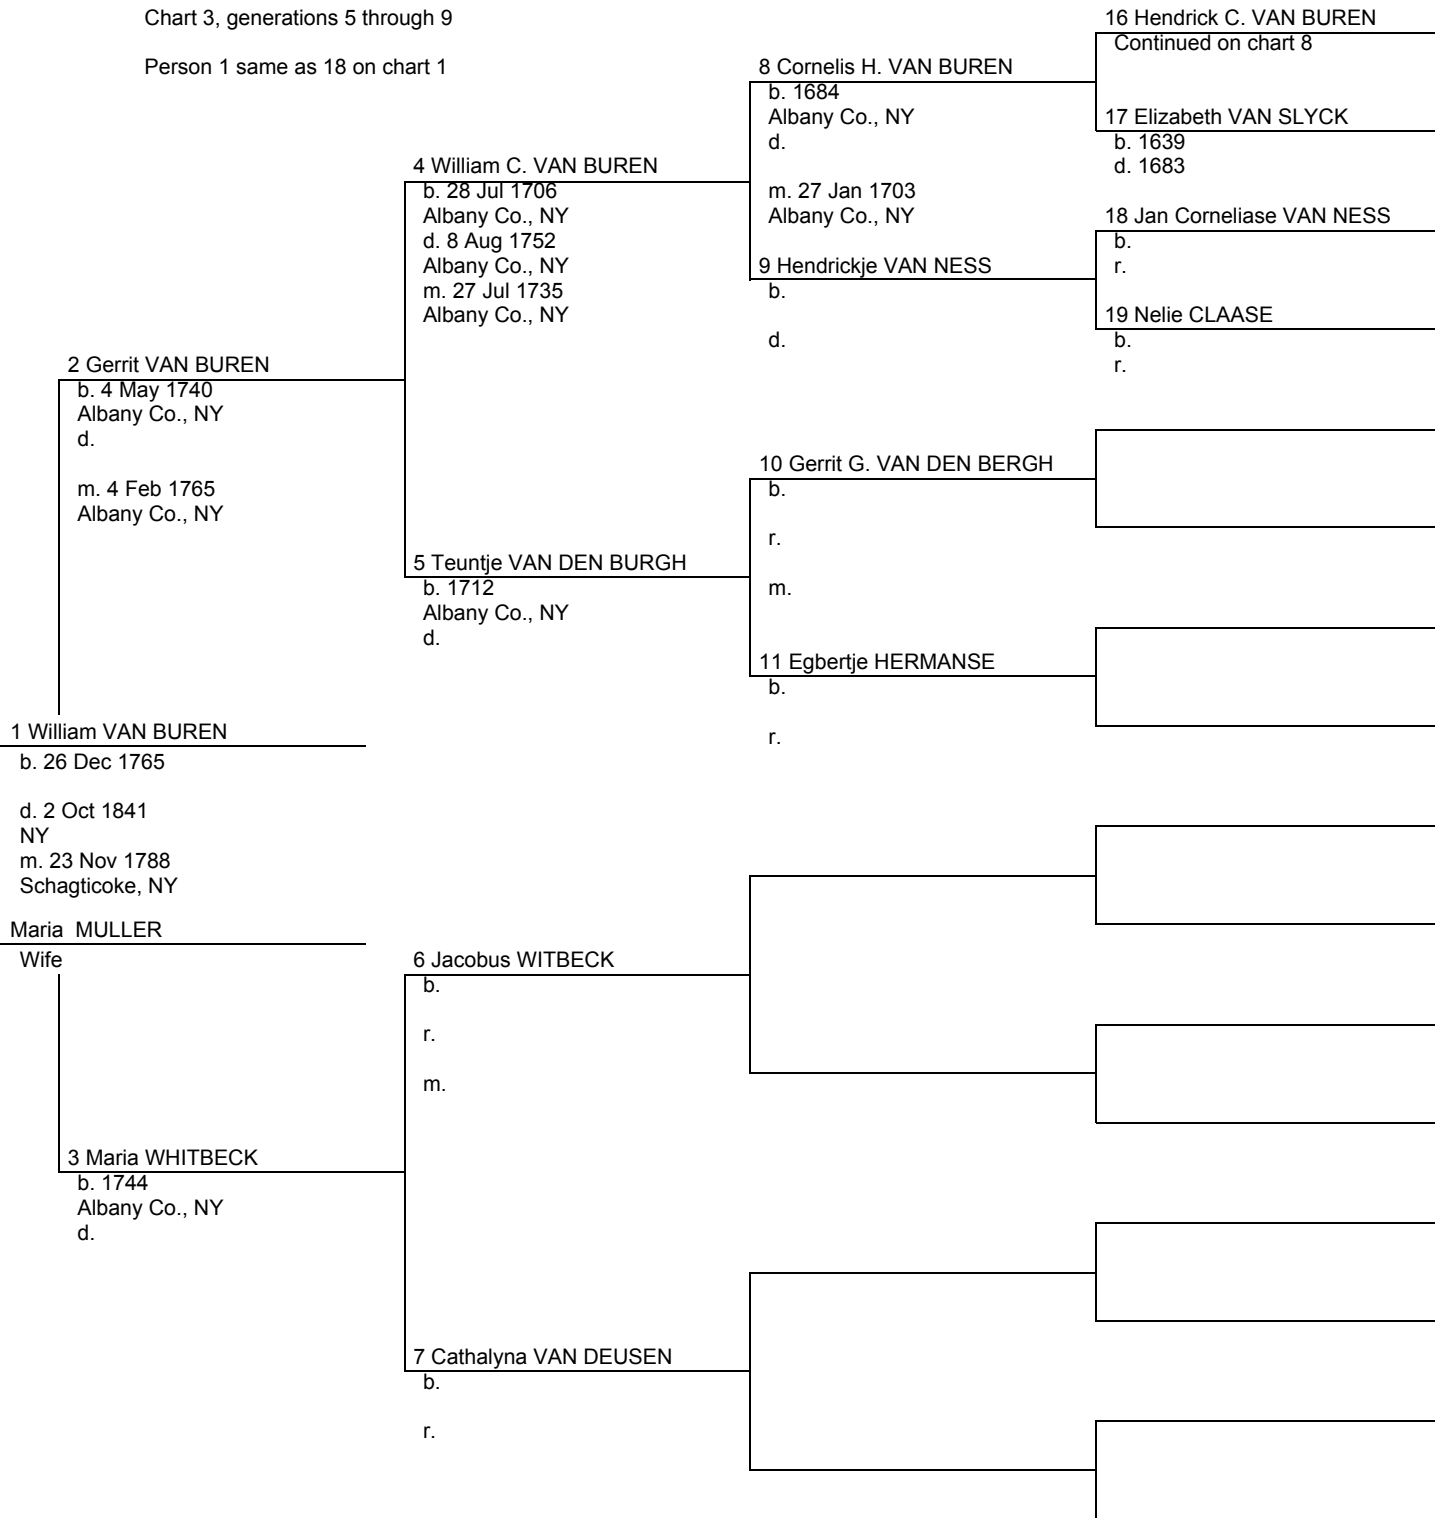 Chart 3, generations 5 through 9
Person 1 same as 18 on chart 1
1 William VAN BUREN
b. 26 Dec 1765
d. 2 Oct 1841
NY
m. 23 Nov 1788
Schagticoke, NY
Maria MULLER
Wife
2 Gerrit VAN BUREN
b. 4 May 1740
Albany Co., NY
d.
m. 4 Feb 1765
Albany Co., NY
3 Maria WHITBECK
b. 1744
Albany Co., NY
d.
4 William C. VAN BUREN
b. 28 Jul 1706
Albany Co., NY
d. 8 Aug 1752
Albany Co., NY
m. 27 Jul 1735
Albany Co., NY
5 Teuntje VAN DEN BURGH
b. 1712
Albany Co., NY
d.
6 Jacobus WITBECK
b.
r.
m.
7 Cathalyna VAN DEUSEN
b.
r.
8 Cornelis H. VAN BUREN
b. 1684
Albany Co., NY
d.
m. 27 Jan 1703
Albany Co., NY
9 Hendrickje VAN NESS
b.
d.
10 Gerrit G. VAN DEN BERGH
b.
r.
m.
11 Egbertje HERMANSE
b.
r.
16 Hendrick C. VAN BUREN
Continued on chart 8
17 Elizabeth VAN SLYCK
b. 1639
d. 1683
18 Jan Corneliase VAN NESS
b.
r.
19 Nelie CLAASE
b.
r.